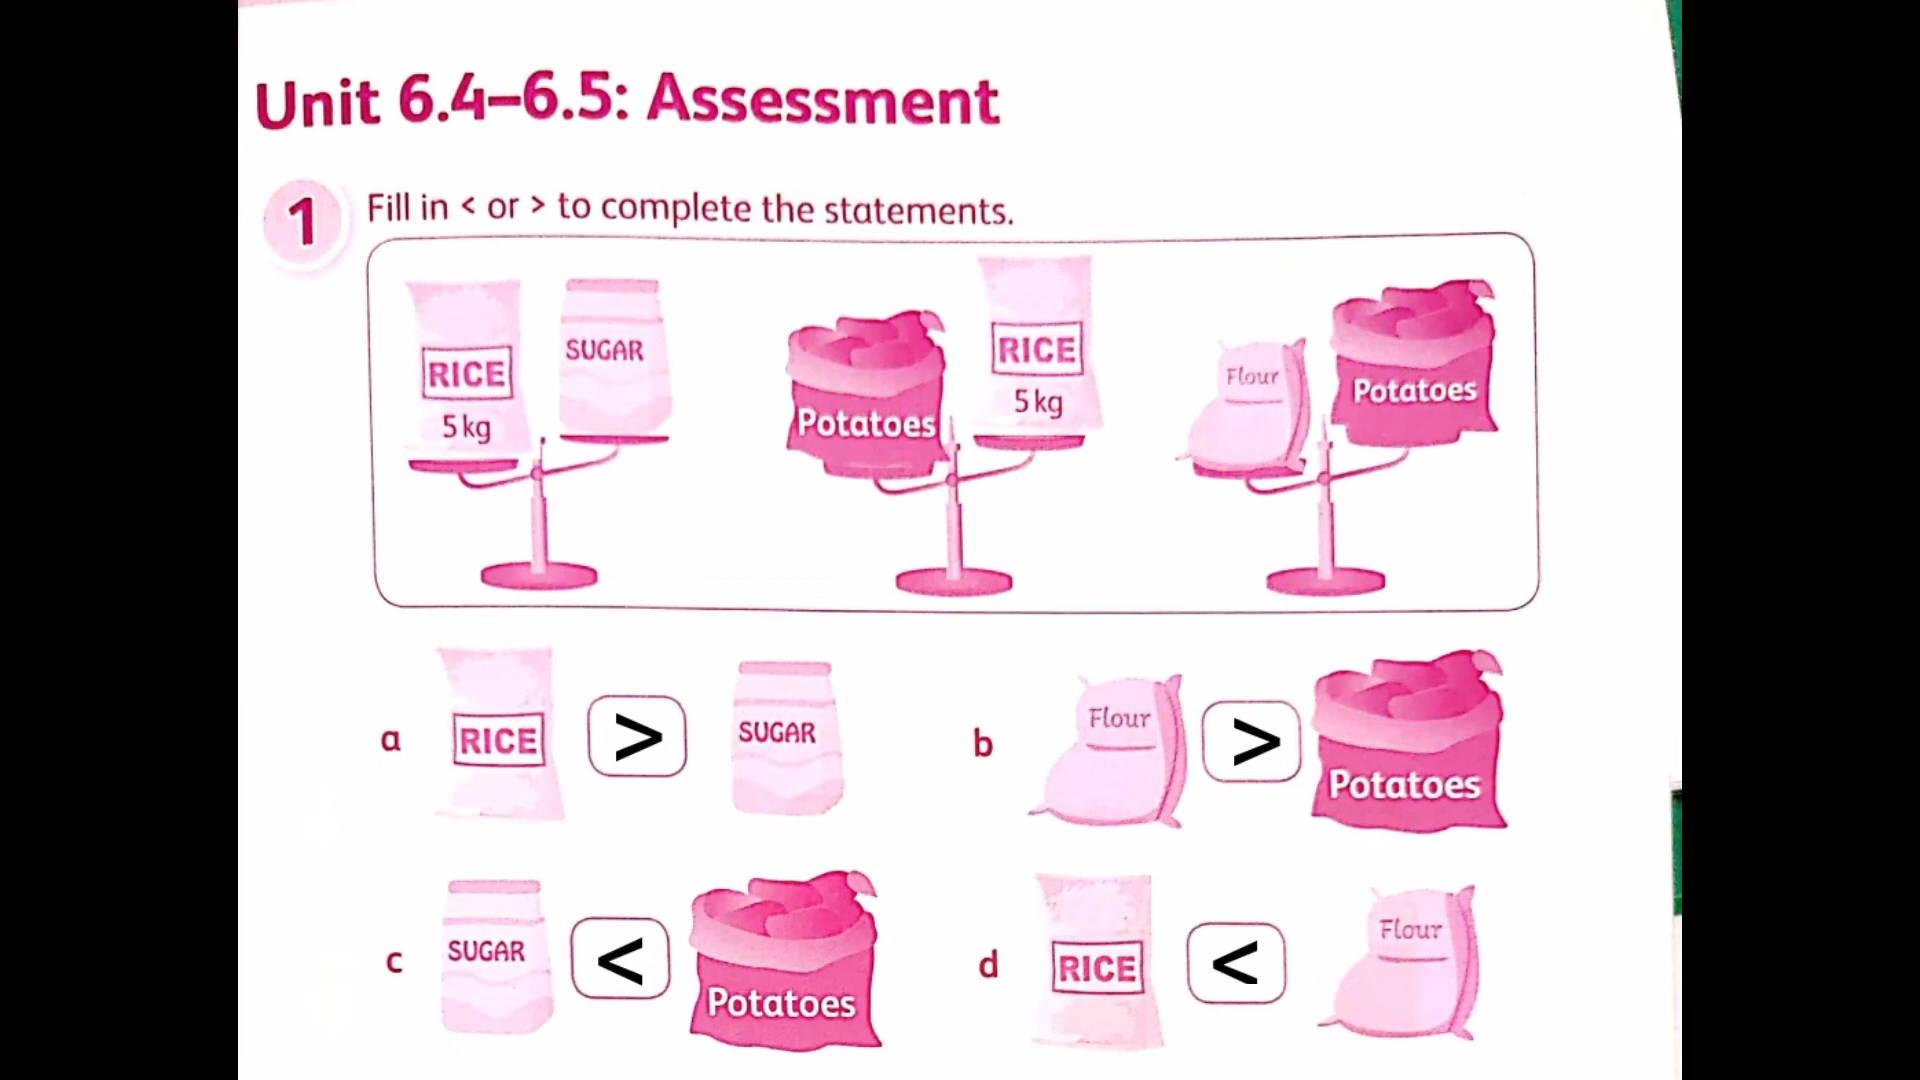 Unit 6.4–6.5: Assessment
1 Fill in < or > to complete the statements.
RICE
5 kg
SUGAR
Potatoes
RICE
5 kg
Flour
Potatoes
a RICE > SUGAR
b Flour > Potatoes
c SUGAR < Potatoes
d RICE < Flour